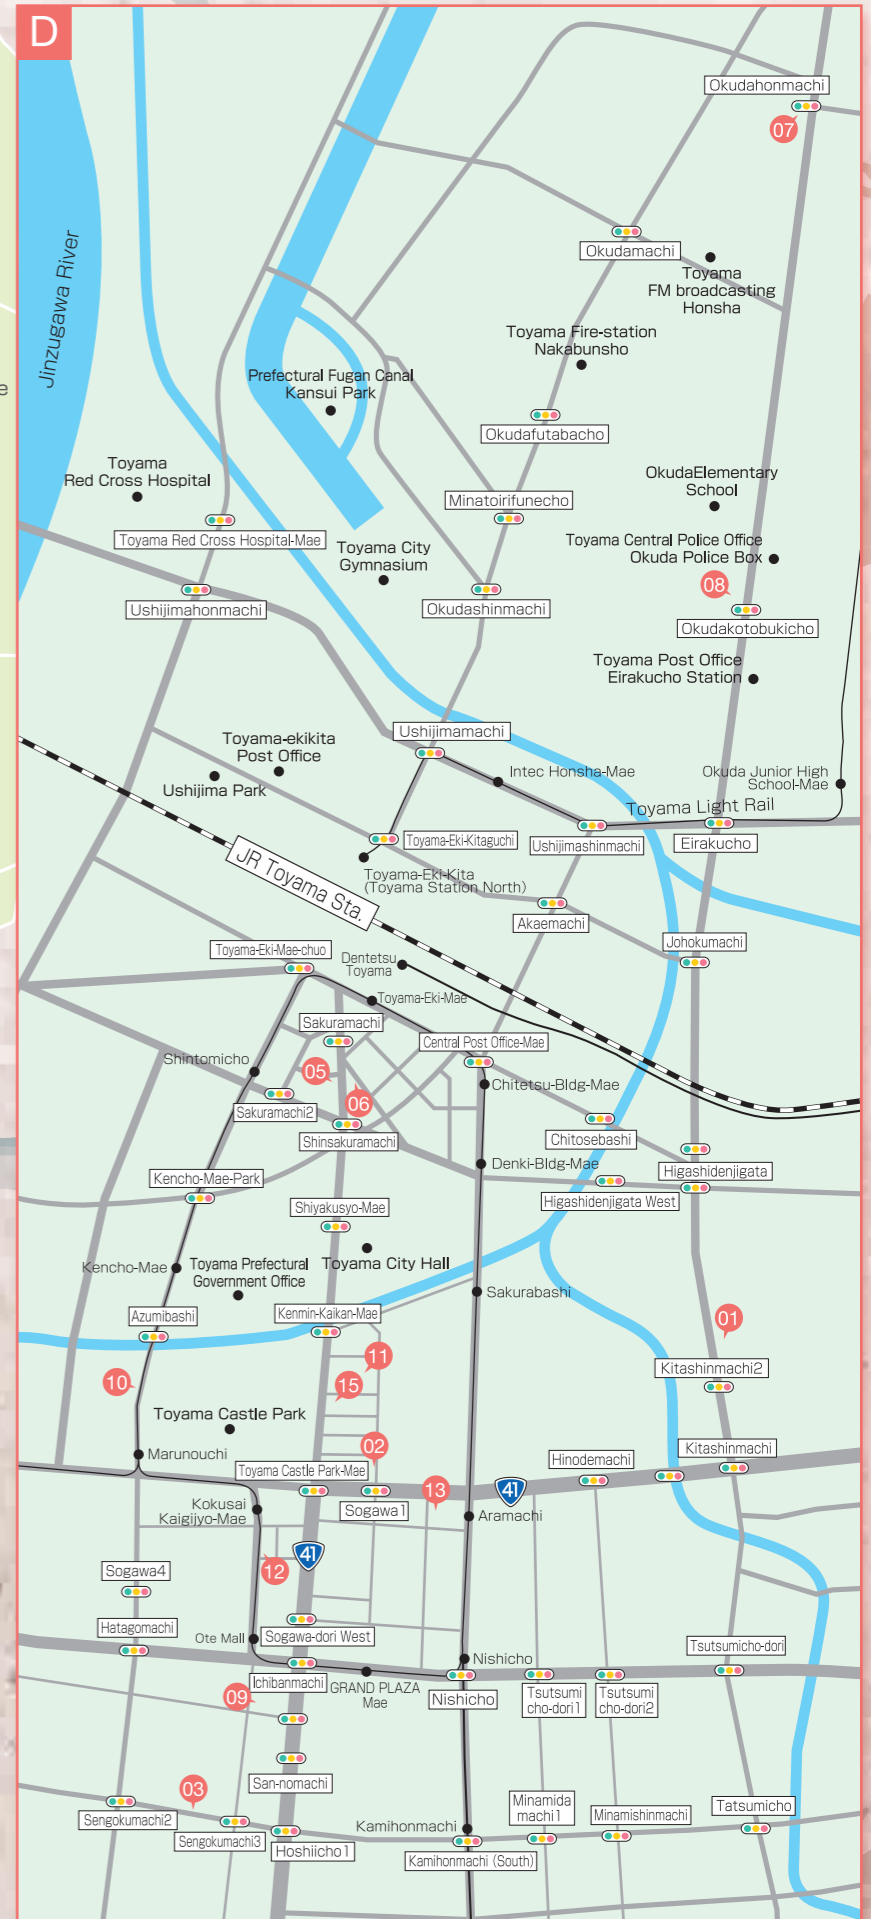 D
Okudahonmachi
07
Okudamachi
Toyama
FM broadcasting
Honsha
Jinzugawa River
Toyama Fire-station
Nakabunsho
e
Prefectural Fugan Canal
Kansui Park
Okudafutabacho
Toyama
Red Cross Hospital
OkudaElementary
School
Minatoirifunecho
Toyama Red Cross Hospital-Mae
Toyama City
Gymnasium
Toyama Central Police Office
Okuda Police Box
08
Ushijimahonmachi
Okudashinmachi
Okudakotobukicho
Toyama Post Office
Eirakucho Station
Toyama-ekikita
Post Office
Ushijimamachi
Ushijima Park
Intec Honsha-Mae
Okuda Junior High
School-Mae
Toyama Light Rail
Toyama-Eki-Kitaguchi
Ushijimashinmachi
Eirakucho
JR Toyama Sta.
Toyama-Eki-Kita
(Toyama Station North)
Akaemachi
Johokumachi
Toyama-Eki-Mae-chuo
Dentetsu
Toyama
Toyama-Eki-Mae
Sakuramachi
Central Post Office-Mae
Shintomicho
05
Chitetsu-Bldg-Mae
06
Sakuramachi2
Shinsakuramachi
Chitosebashi
Denki-Bldg-Mae
Higashidenjigata
Kencho-Mae-Park
Higashidenjigata West
Shiyakusyo-Mae
Kencho-Mae
Toyama Prefectural
Government Office
Toyama City Hall
Sakurabashi
Azumibashi
Kenmin-Kaikan-Mae
01
11
Kitashinmachi2
10
15
Toyama Castle Park
02
Marunouchi
Kitashinmachi
Hinodemachi
Toyama Castle Park-Mae
13
41
Kokusai
Kaigijyo-Mae
Sogawa1
Aramachi
41
12
Sogawa4
Hatagomachi
Ote Mall
Sogawa-dori West
Tsutsumicho-dori
Nishicho
Ichibanmachi
GRAND PLAZA
Mae
Nishicho
Tsutsumi
cho-dori1
Tsutsumi
cho-dori2
09
San-nomachi
03
Sengokumachi2
Sengokumachi3
Hoshiicho1
Kamihonmachi
Kamihonmachi (South)
Minamida
machi1
Minamishinmachi
Tatsumicho